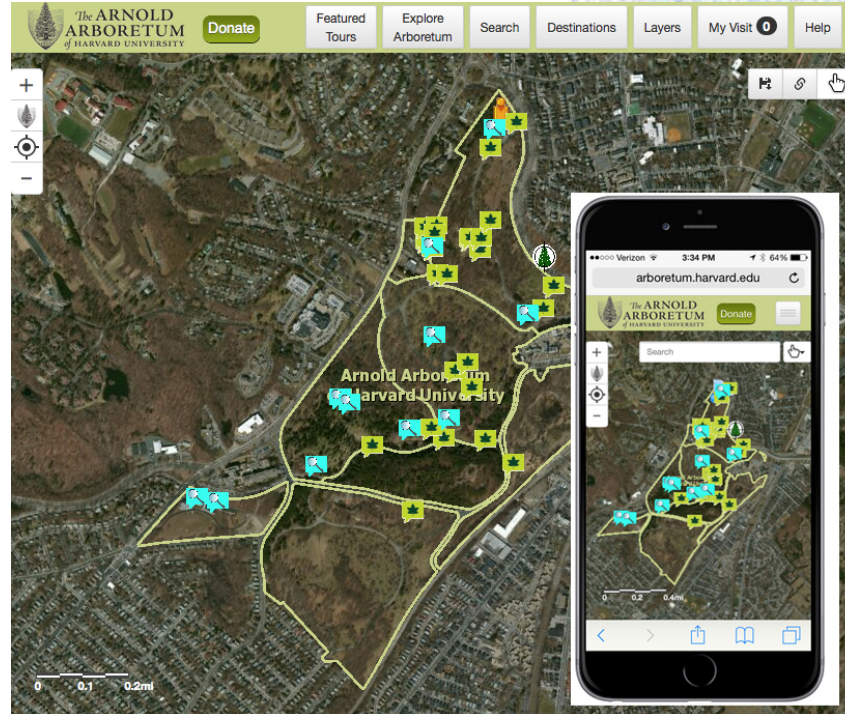 The ARNOLD
ARBORETUM
of HARVARD UNIVERSITY
Donate
Featured
Tours
Explore
Arboretum
Search
Destinations
Layers
My Visit 0
Help
+
−
Arnold Arboretum
Harvard University
0 0.1 0.2mi
Verizon 3:34 PM 64%
arboretum.harvard.edu
The ARNOLD
ARBORETUM
of HARVARD UNIVERSITY
Donate
+
Search
−
0 0.2 0.4mi